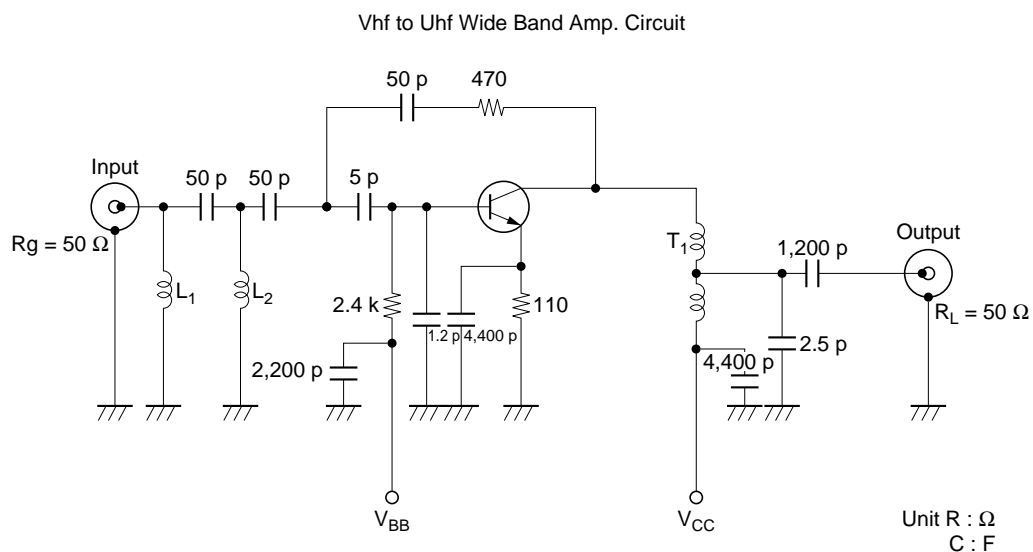 Vhf to Uhf Wide Band Amp. Circuit
50 p
470
Input
50 p
50 p
5 p
Rg = 50 Ω
L1
L2
2.4 k
1.2 p
4,400 p
110
2,200 p
T1
1,200 p
Output
RL = 50 Ω
2.5 p
4,400 p
VBB
VCC
Unit R : Ω
C : F